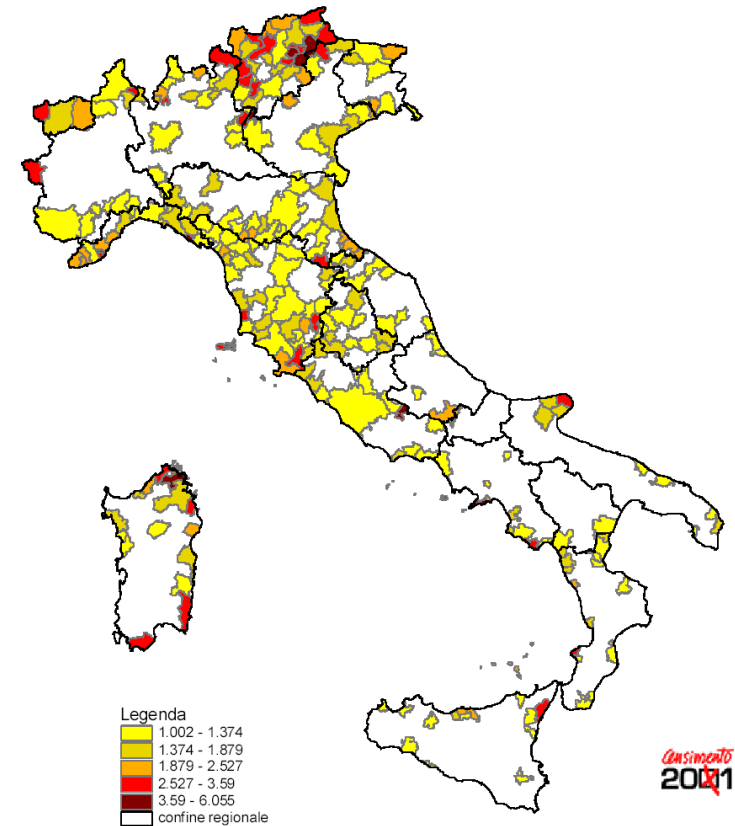 Legenda
1.002 - 1.374
1.374 - 1.879
1.879 - 2.527
2.527 - 3.59
3.59 - 6.055
confine regionale
Censimento
2001